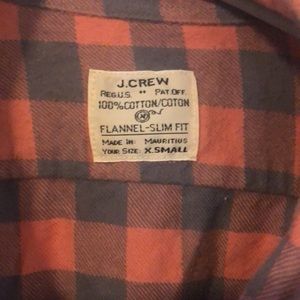 J.CREW
REG.U.S. "" PAT.OFF.
100%COTTON/COTON
FLANNEL-SLIM FIT
MADE IN: MAURITIUS
YOUR SIZE: X.SMALL